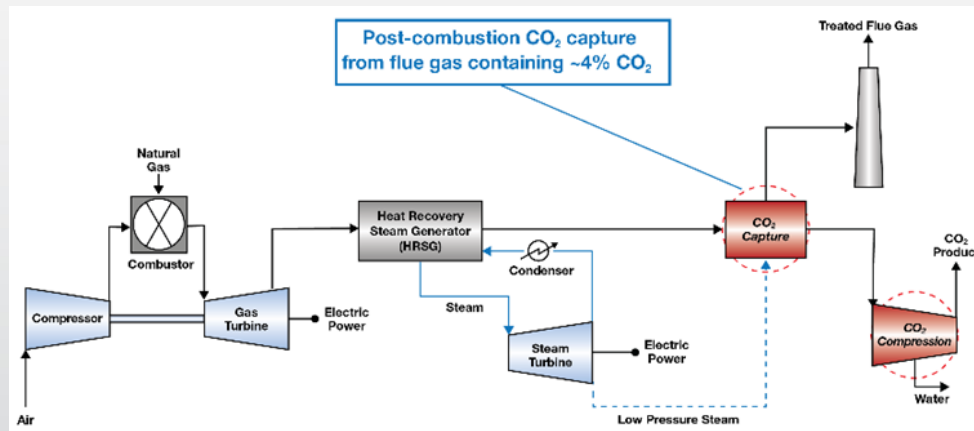 Treated Flue Gas
Post-combustion CO₂ capture
from flue gas containing ~4% CO₂
Natural
Gas
Combustor
Compressor
Gas
Turbine
Electric
Power
Air
Heat Recovery
Steam Generator
(HRSG)
Condenser
Steam
Steam
Turbine
Electric
Power
Low Pressure Steam
CO₂
Capture
CO₂
Product
CO₂
Compression
Water